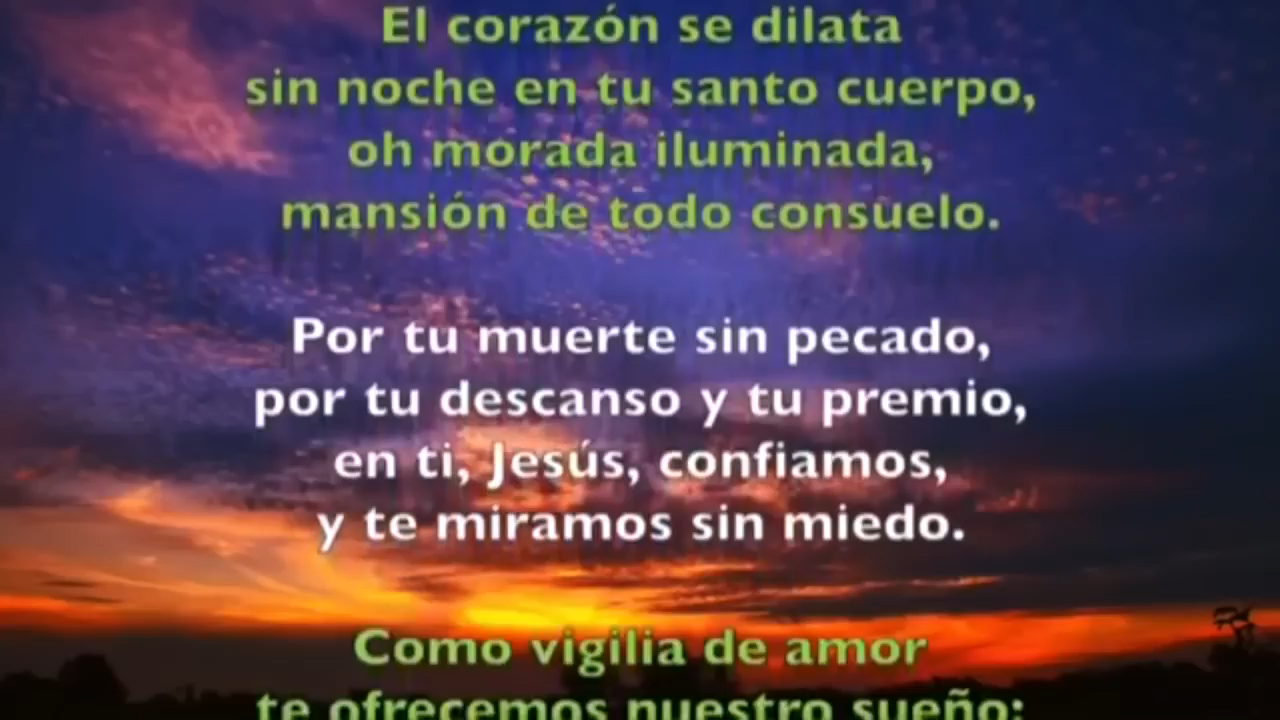 El corazón se dilata
sin noche en tu santo cuerpo,
oh morada iluminada,
mansión de todo consuelo.
Por tu muerte sin pecado,
por tu descanso y tu premio,
en ti, Jesús, confiamos,
y te miramos sin miedo.
Como vigilia de amor
te ofrecemos nuestro sueño;